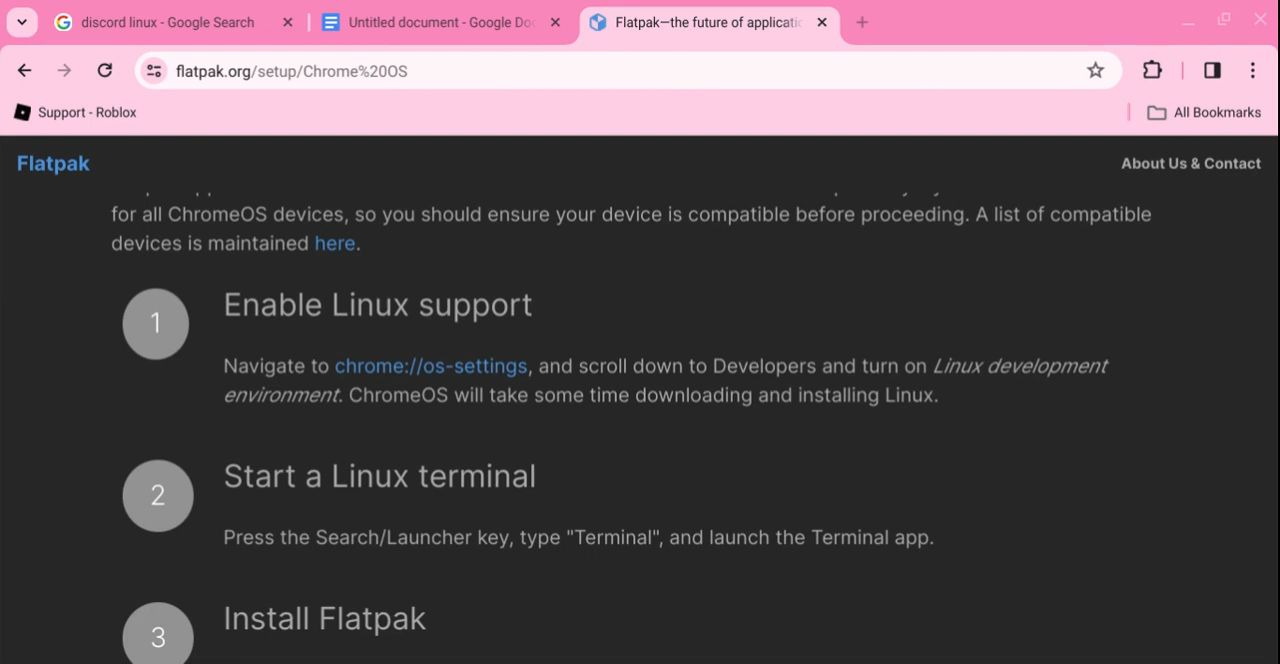 discord linux - Google Search
Untitled document - Google Doc
Flatpak—the future of applicatio
flatpak.org/setup/Chrome%20OS
Support - Roblox
All Bookmarks
Flatpak
About Us & Contact
for all ChromeOS devices, so you should ensure your device is compatible before proceeding. A list of compatible
devices is maintained here.
1
Enable Linux support
Navigate to chrome://os-settings, and scroll down to Developers and turn on Linux development
environment. ChromeOS will take some time downloading and installing Linux.
2
Start a Linux terminal
Press the Search/Launcher key, type "Terminal", and launch the Terminal app.
3
Install Flatpak